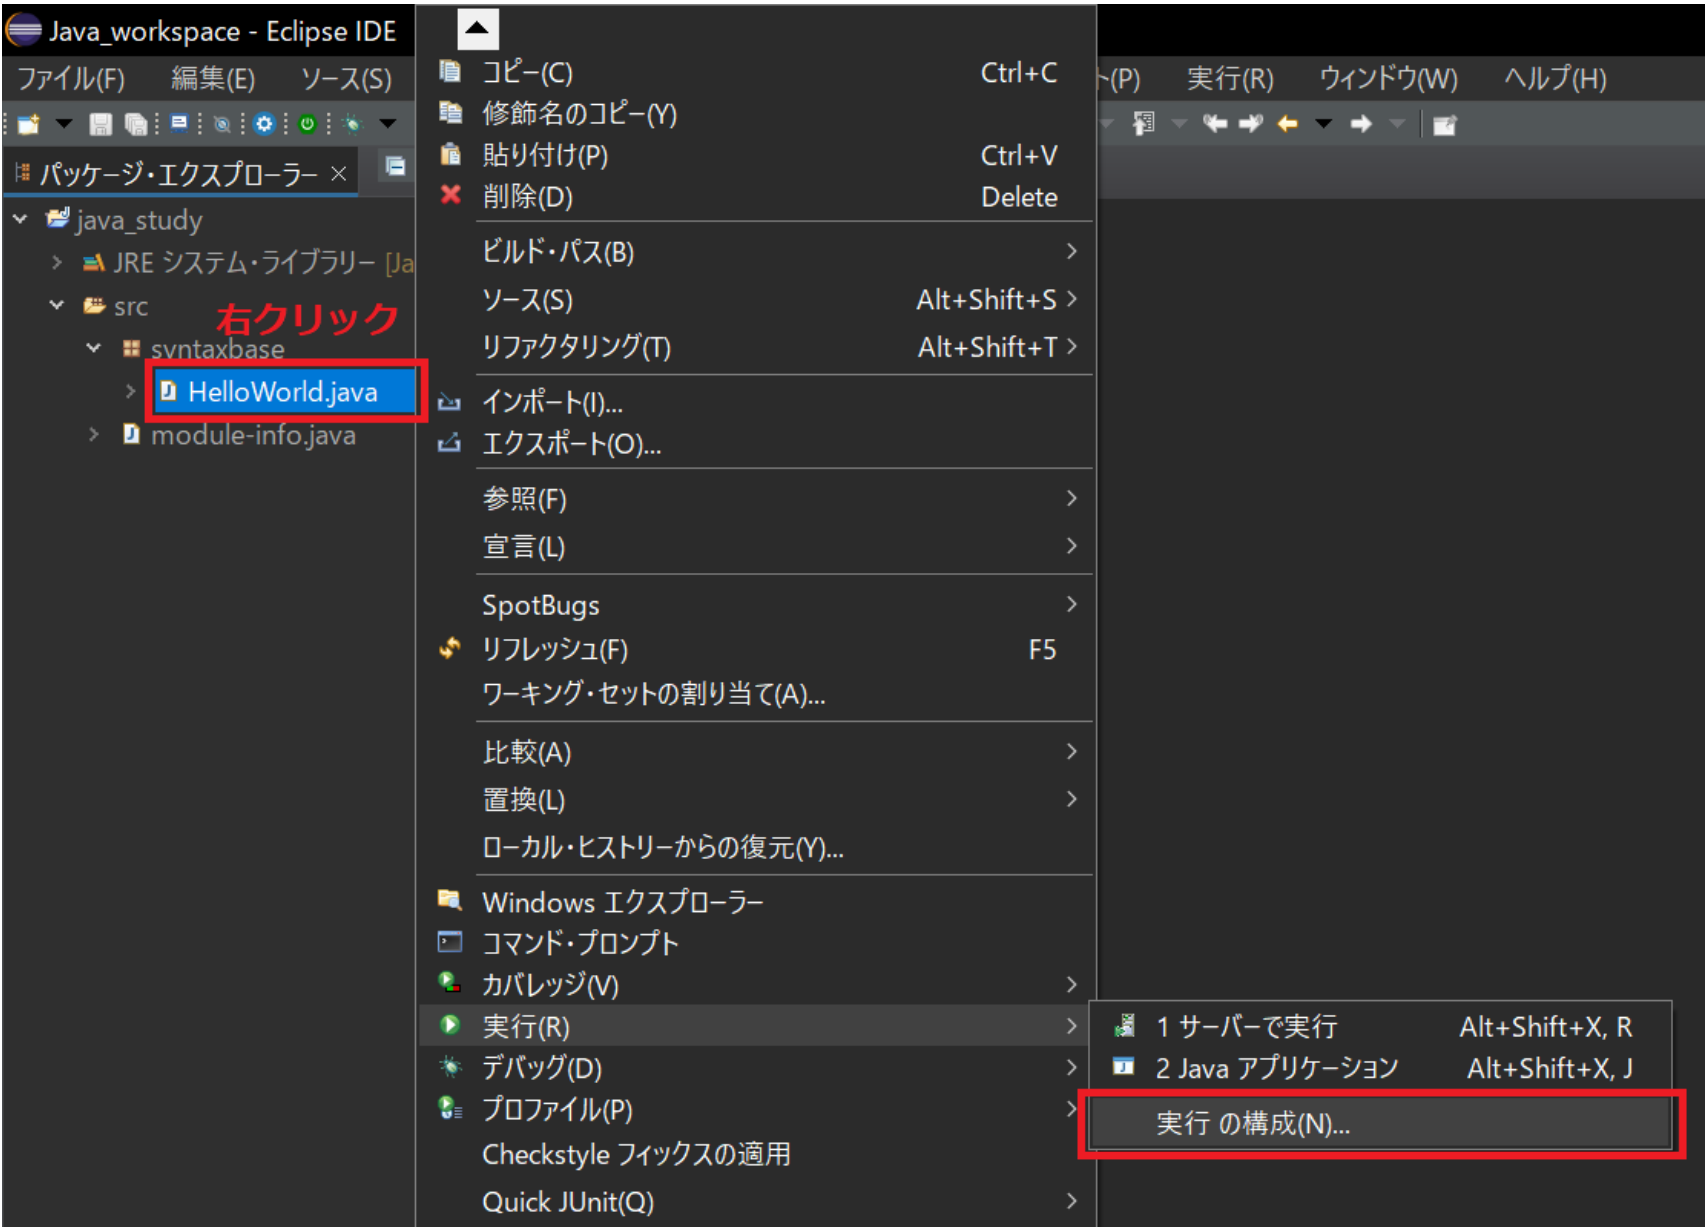 Java_workspace - Eclipse IDE
ファイル(F) 編集(E) ソース(S)
ト(P) 実行(R) ウィンドウ(W) ヘルプ(H)
パッケージ・エクスプローラー ×
java_study
JRE システム・ライブラリー [Ja
src
右クリック
syntaxbase
HelloWorld.java
module-info.java
コピー(C) Ctrl+C
修飾名のコピー(Y)
貼り付け(P) Ctrl+V
削除(D) Delete
ビルド・パス(B)
ソース(S) Alt+Shift+S
リファクタリング(T) Alt+Shift+T
インポート(I)...
エクスポート(O)...
参照(F)
宣言(L)
SpotBugs
リフレッシュ(F) F5
ワーキング・セットの割り当て(A)...
比較(A)
置換(L)
ローカル・ヒストリーからの復元(Y)...
Windows エクスプローラー
コマンド・プロンプト
カバレッジ(V)
実行(R)
デバッグ(D)
プロファイル(P)
Checkstyle フィックスの適用
Quick JUnit(Q)
1 サーバーで実行 Alt+Shift+X, R
2 Java アプリケーション Alt+Shift+X, J
実行 の構成(N)...